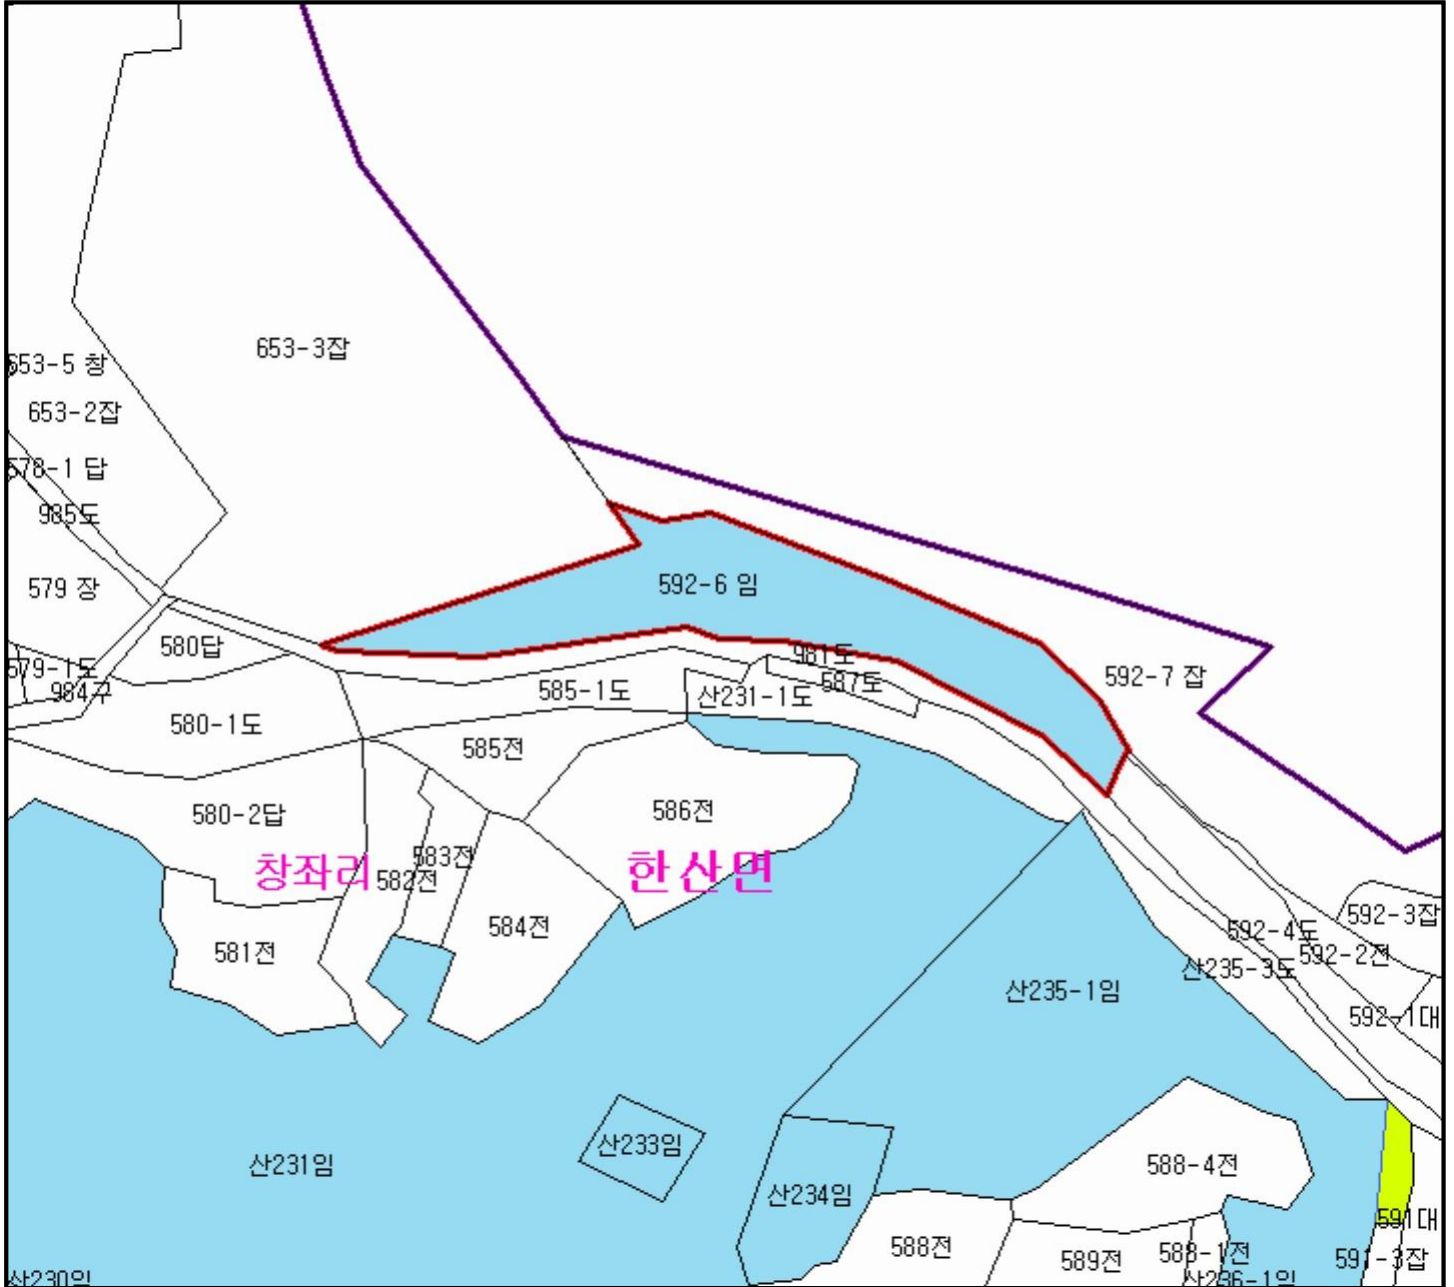 653-3잡
653-5 창
653-2잡
578-1 답
985도
579 장
592-6 임
580답
981도
579-1도
984구
585-1도
산231-1도
587도
592-7 잡
580-1도
585전
580-2답
586전
창좌리
583전
582전
한산면
584전
581전
592-3잡
592-4도
592-2전
산235-3도
산235-1임
592-1대
산233임
산231임
588-4전
산234임
591대
588전
589전
588-1전
591-3잡
산230임
산236-1임